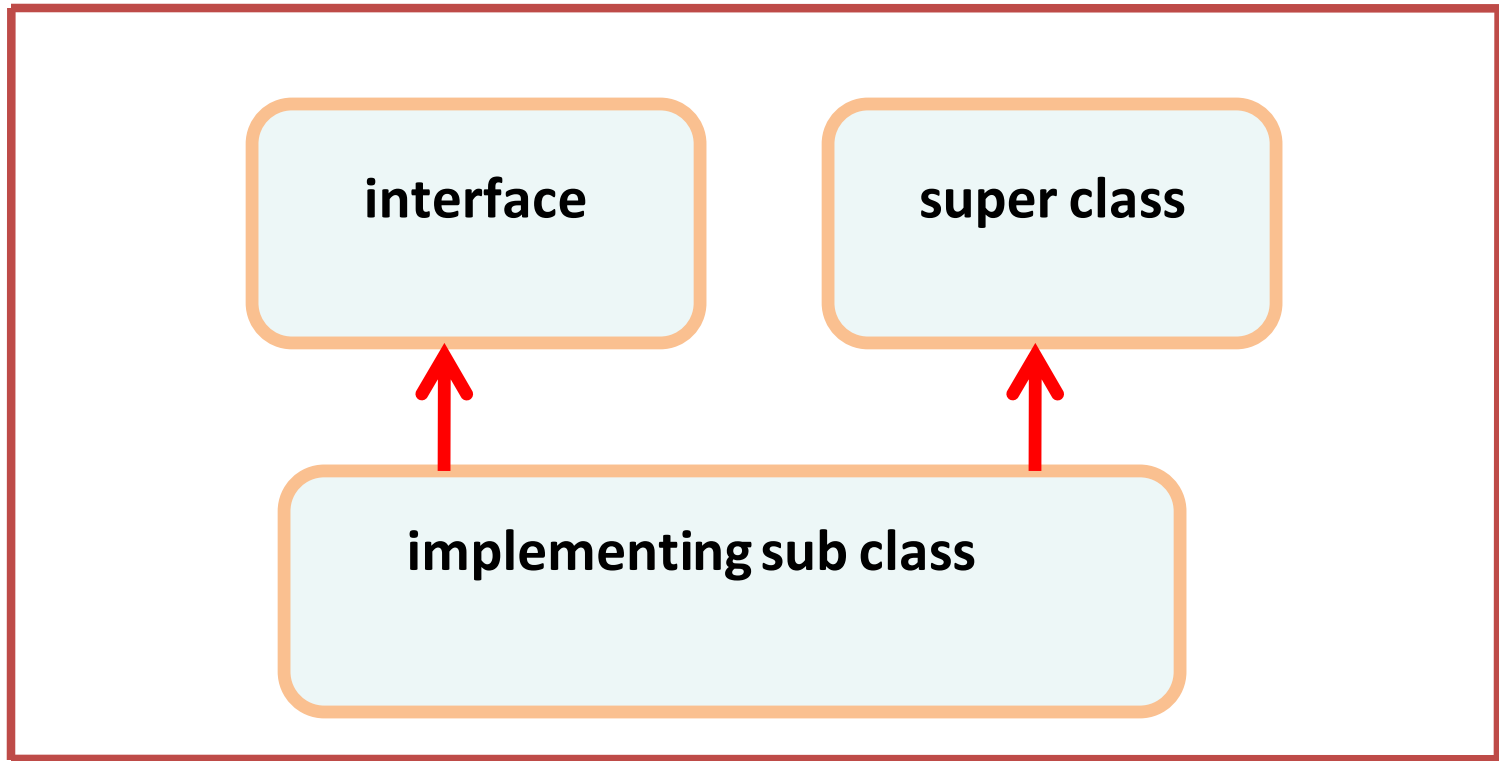 interface
super class
implementing sub class